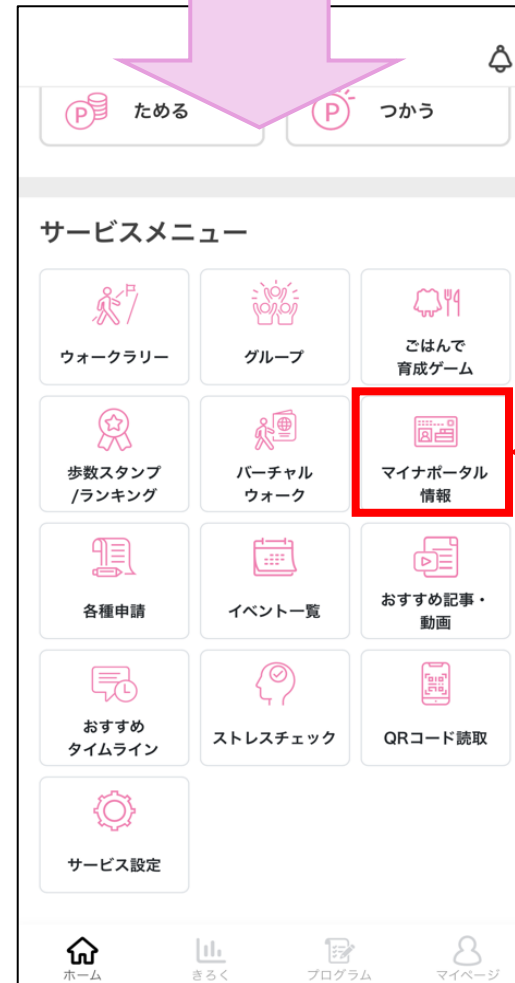 P ためる
P つかう
サービスメニュー
ウォークラリー
グループ
ごはんで
育成ゲーム
歩数スタンプ
/ランキング
バーチャル
ウォーク
マイナポータル
情報
各種申請
イベント一覧
おすすめ記事・
動画
おすすめ
タイムライン
ストレスチェック
QRコード読取
サービス設定
ホーム
きろく
プログラム
マイページ